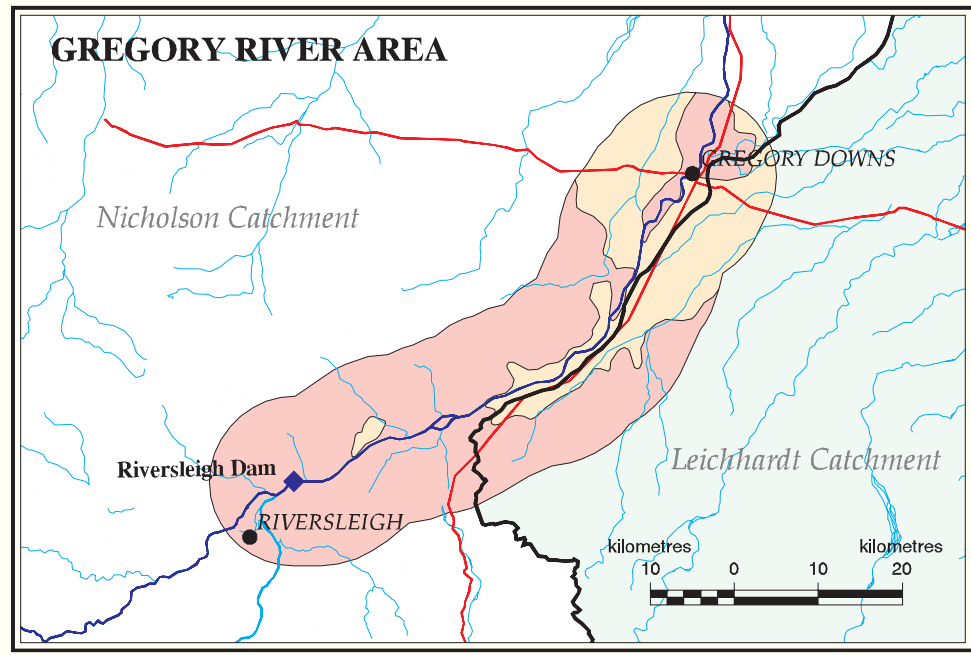 GREGORY RIVER AREA
GREGORY DOWNS
Nicholson Catchment
Leichhardt Catchment
Riversleigh Dam
RIVERSLEIGH
kilometres kilometres
10 0 10 20